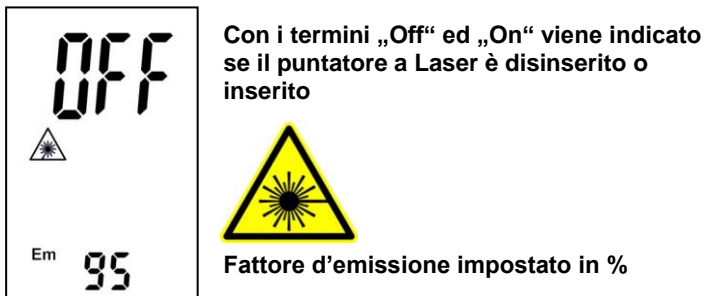 OFF
Em 95
Con i termini „Off“ ed „On“ viene indicato
se il puntatore a Laser è disinserito o
inserito
Fattore d’emissione impostato in %